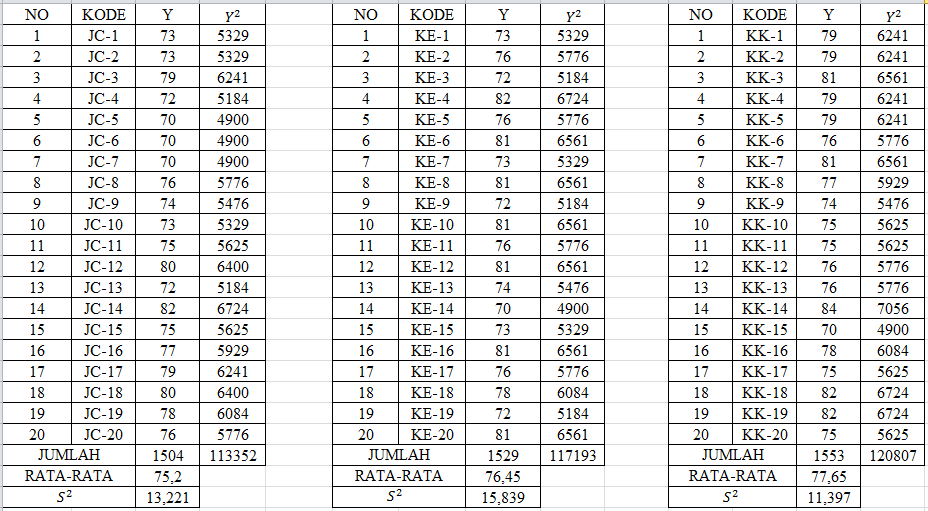 NO KODE Y Y² NO KODE Y Y² NO KODE Y Y²
1 JC-1 73 5329 1 KE-1 73 5329 1 KK-1 79 6241
2 JC-2 73 5329 2 KE-2 76 5776 2 KK-2 79 6241
3 JC-3 79 6241 3 KE-3 72 5184 3 KK-3 81 6561
4 JC-4 72 5184 4 KE-4 82 6724 4 KK-4 79 6241
5 JC-5 70 4900 5 KE-5 76 5776 5 KK-5 79 6241
6 JC-6 70 4900 6 KE-6 81 6561 6 KK-6 76 5776
7 JC-7 70 4900 7 KE-7 73 5329 7 KK-7 81 6561
8 JC-8 76 5776 8 KE-8 81 6561 8 KK-8 77 5929
9 JC-9 74 5476 9 KE-9 72 5184 9 KK-9 74 5476
10 JC-10 73 5329 10 KE-10 81 6561 10 KK-10 75 5625
11 JC-11 75 5625 11 KE-11 76 5776 11 KK-11 75 5625
12 JC-12 80 6400 12 KE-12 81 6561 12 KK-12 76 5776
13 JC-13 72 5184 13 KE-13 74 5476 13 KK-13 76 5776
14 JC-14 82 6724 14 KE-14 70 4900 14 KK-14 84 7056
15 JC-15 75 5625 15 KE-15 73 5329 15 KK-15 70 4900
16 JC-16 77 5929 16 KE-16 81 6561 16 KK-16 78 6084
17 JC-17 79 6241 17 KE-17 76 5776 17 KK-17 75 5625
18 JC-18 80 6400 18 KE-18 78 6084 18 KK-18 82 6724
19 JC-19 78 6084 19 KE-19 72 5184 19 KK-19 82 6724
20 JC-20 76 5776 20 KE-20 81 6561 20 KK-20 75 5625
JUMLAH 1504 113352 JUMLAH 1529 117193 JUMLAH 1553 120807
RATA-RATA 75,2 RATA-RATA 76,45 RATA-RATA 77,65
S² 13,221 S² 15,839 S² 11,397